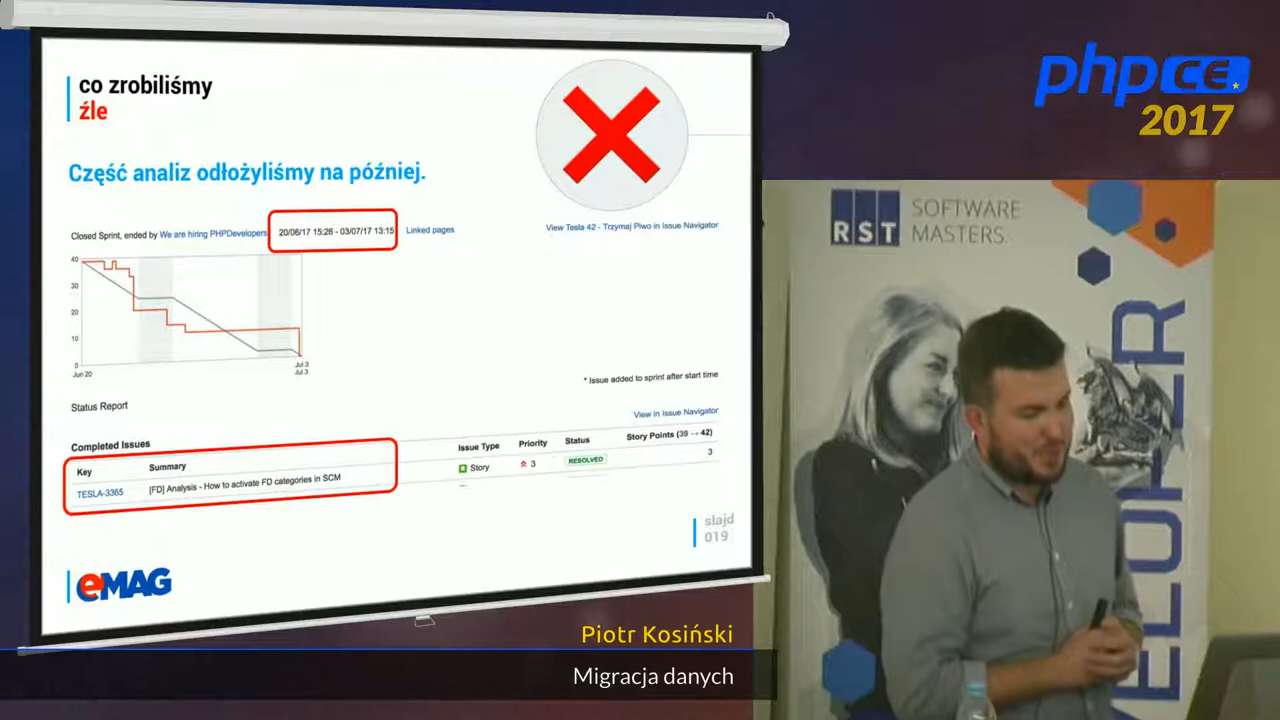 co zrobiliśmy
źle
Część analiz odłożyliśmy na później.
Closed Sprint, ended by We are hiring PHPDevelopers 20/06/17 15:26 - 03/07/17 13:15 Linked pages
View Tesla 42 - Trzymaj Piwo in Issue Navigator
40
30
20
10
0
Jun 20
Jul 3
Jul 3
* Issue added to sprint after start time
Status Report
View in Issue Navigator
Completed Issues
Key Summary Issue Type Priority Status Story Points (39 → 42)
TESLA-3365 [FD] Analysis - How to activate FD categories in SCM Story 3 RESOLVED 3
slajd
019
eMAG
phpCE
2017
RST SOFTWARE
MASTERS
Piotr Kosiński
Migracja danych